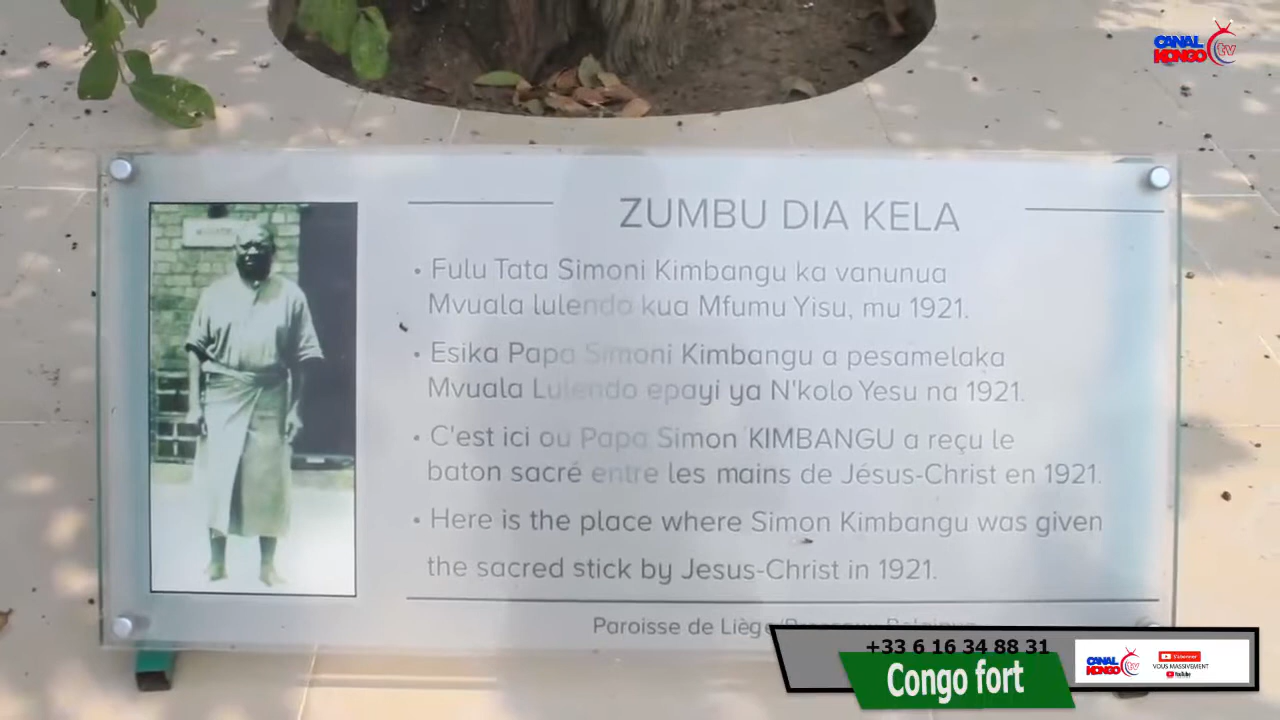 CANAL
KONGO tv
ZUMBU DIA KELA
• Fulu Tata Simoni Kimbangu ka vanunua
Mvuala lulendo kua Mfumu Yisu, mu 1921.
• Esika Papa Simoni Kimbangu a pesamelaka
Mvuala Lulendo epayi ya N'kolo Yesu na 1921.
• C'est ici ou Papa Simon KIMBANGU a reçu le
baton sacré entre les mains de Jésus-Christ en 1921.
• Here is the place where Simon Kimbangu was given
the sacred stick by Jesus-Christ in 1921.
Paroisse de Liège
+33 6 16 34 88 31
Congo fort
CANAL
KONGO tv
S'abonner
VOUS MASSIVEMENT
YouTube